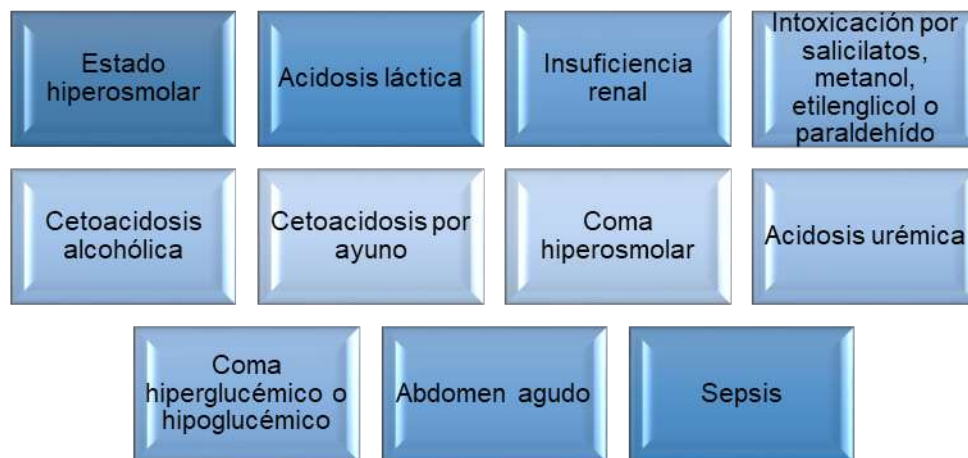 Estado
hiperosmolar
Acidosis láctica
Insuficiencia
renal
Intoxicación por
salicilatos,
metanol,
etilenglicol o
paraldehído
Cetoacidosis
alcohólica
Cetoacidosis por
ayuno
Coma
hiperosmolar
Acidosis urémica
Coma
hiperglucémico o
hipoglucémico
Abdomen agudo
Sepsis